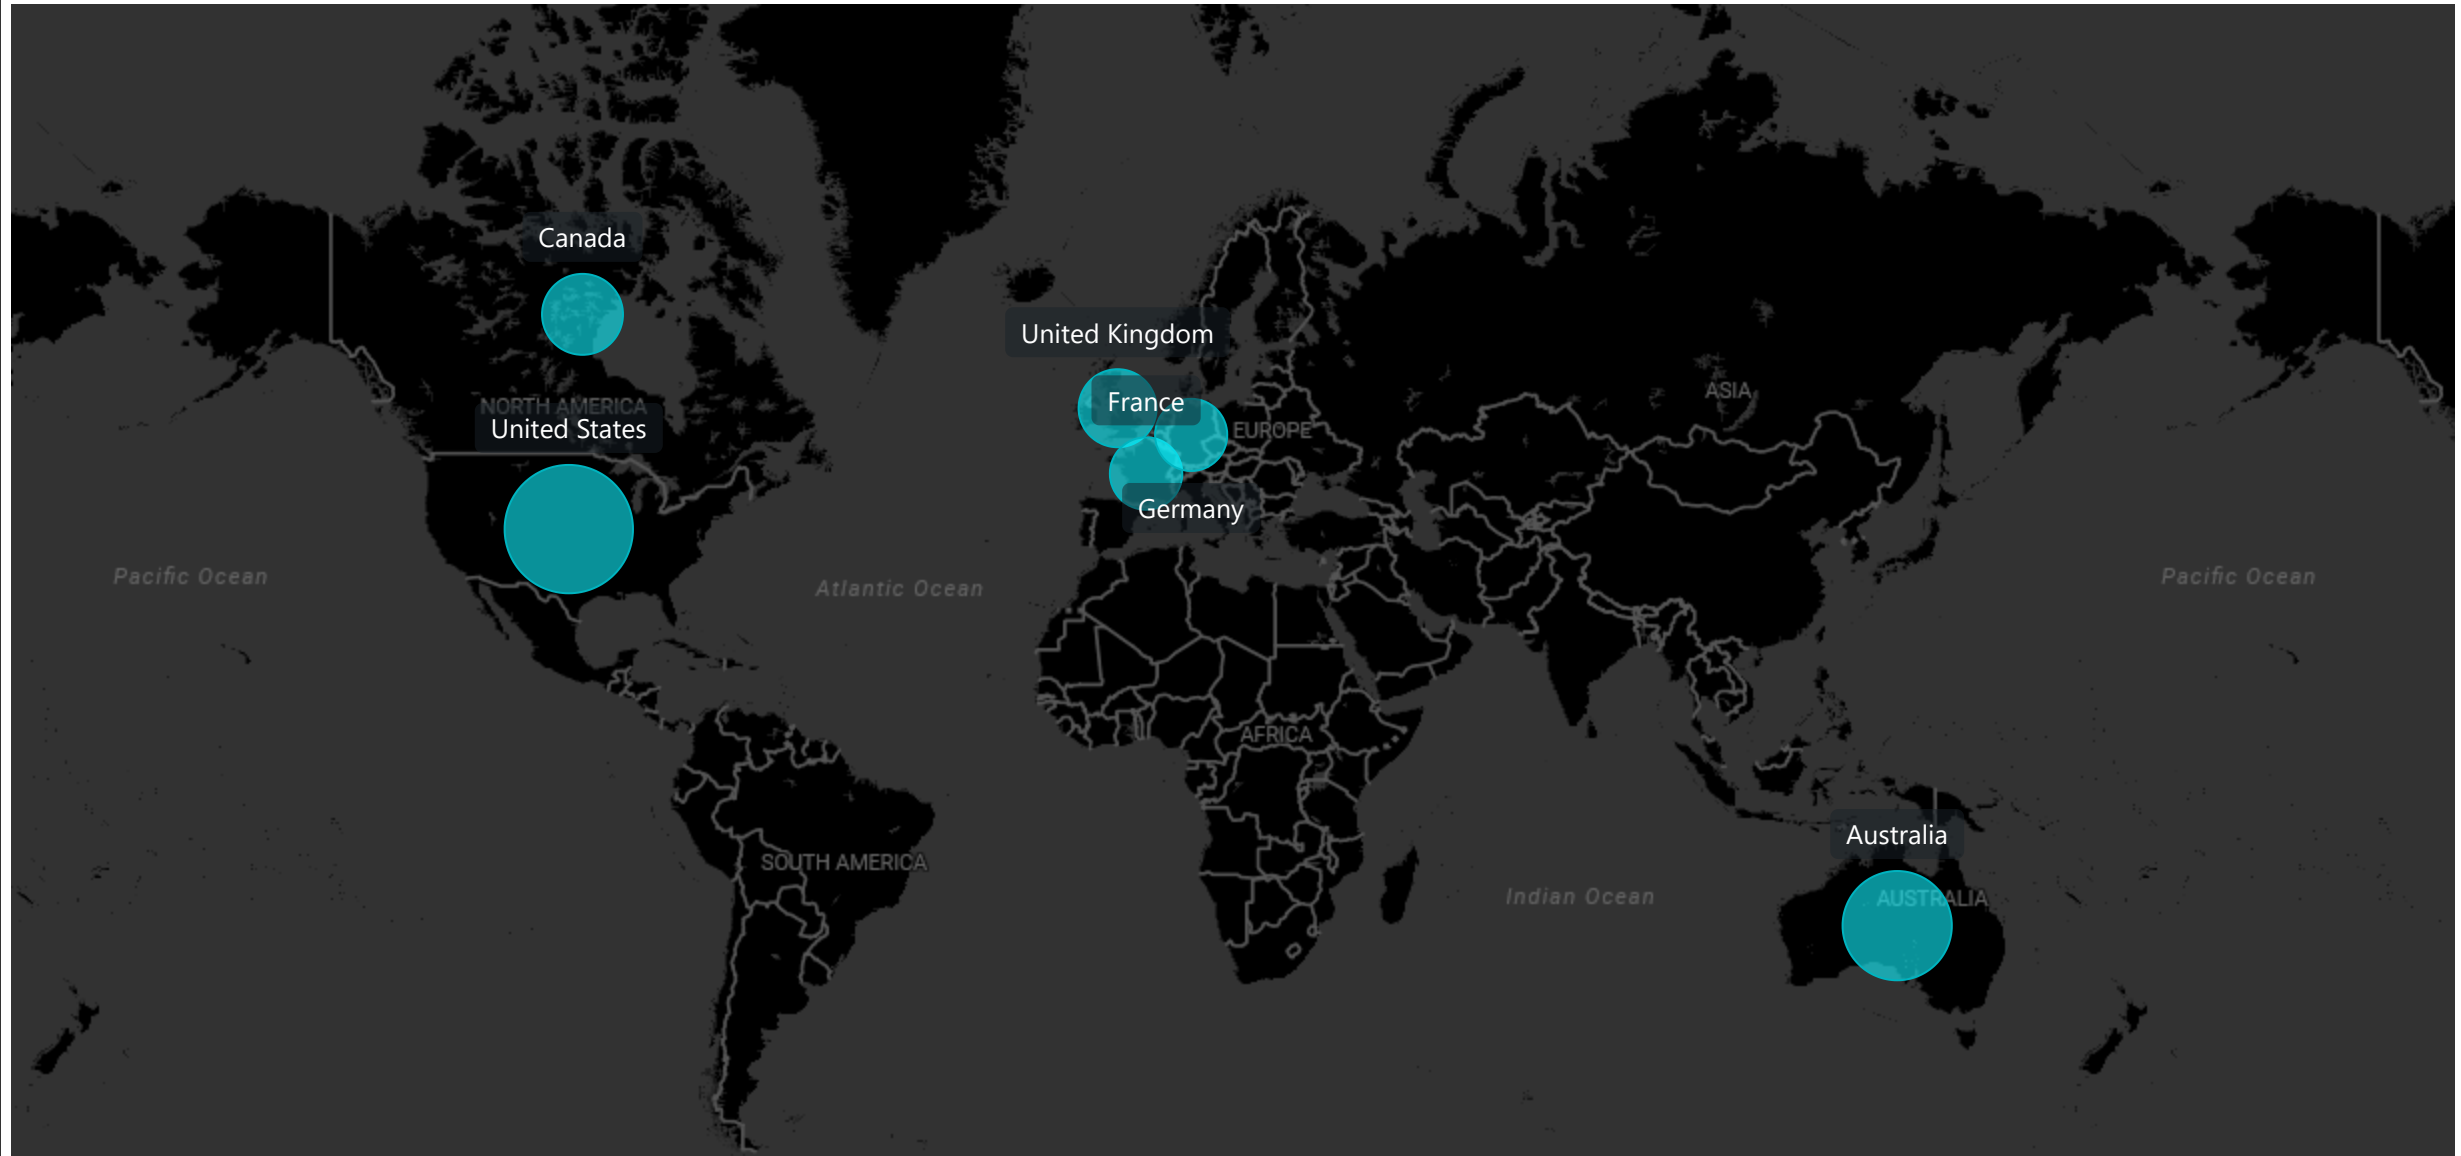 Canada
United Kingdom
ASIA
France
NORTH AMERICA
United States
EUROPE
Germany
Pacific Ocean
Atlantic Ocean
Pacific Ocean
AFRICA
Australia
SOUTH AMERICA
Indian Ocean
AUSTRALIA